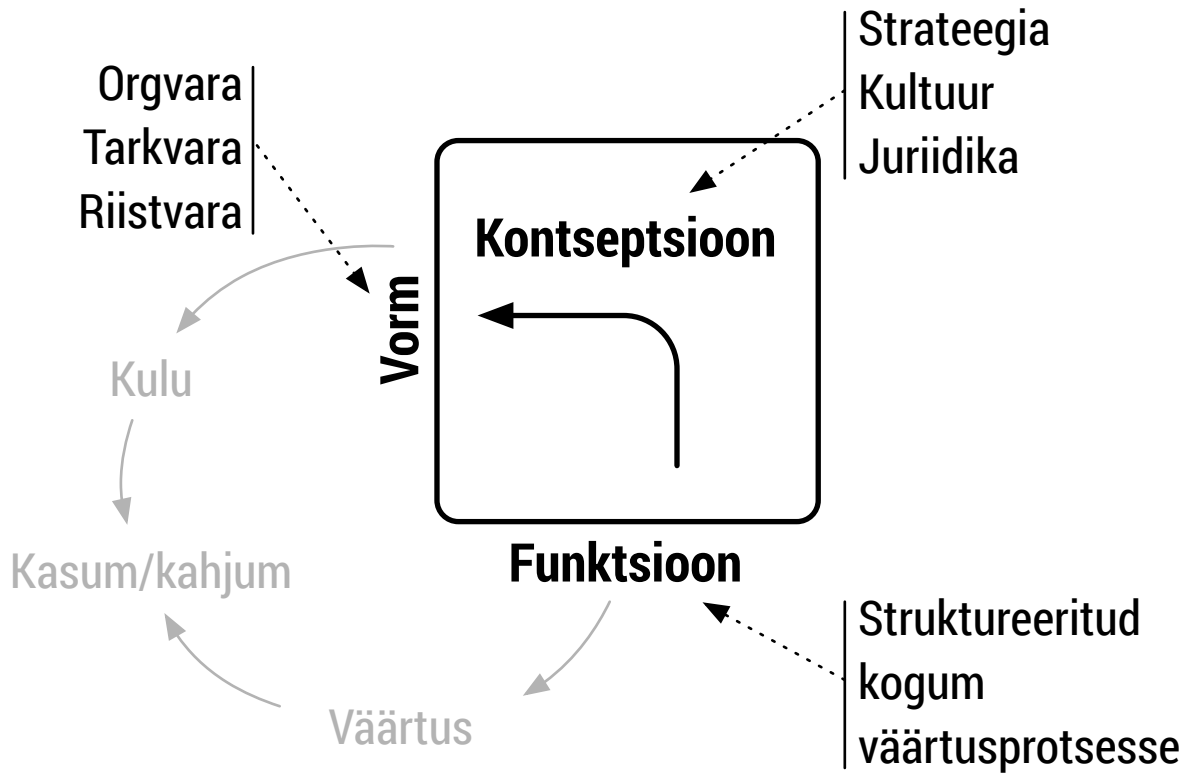 Strateegia
Kultuur
Juriidika
Orgvara
Tarkvara
Riistvara
Kontseptsioon
Vorm
Kulu
Kasum/kahjum
Funktsioon
Väärtus
Struktureeritud
kogum
väärtusprotsesse